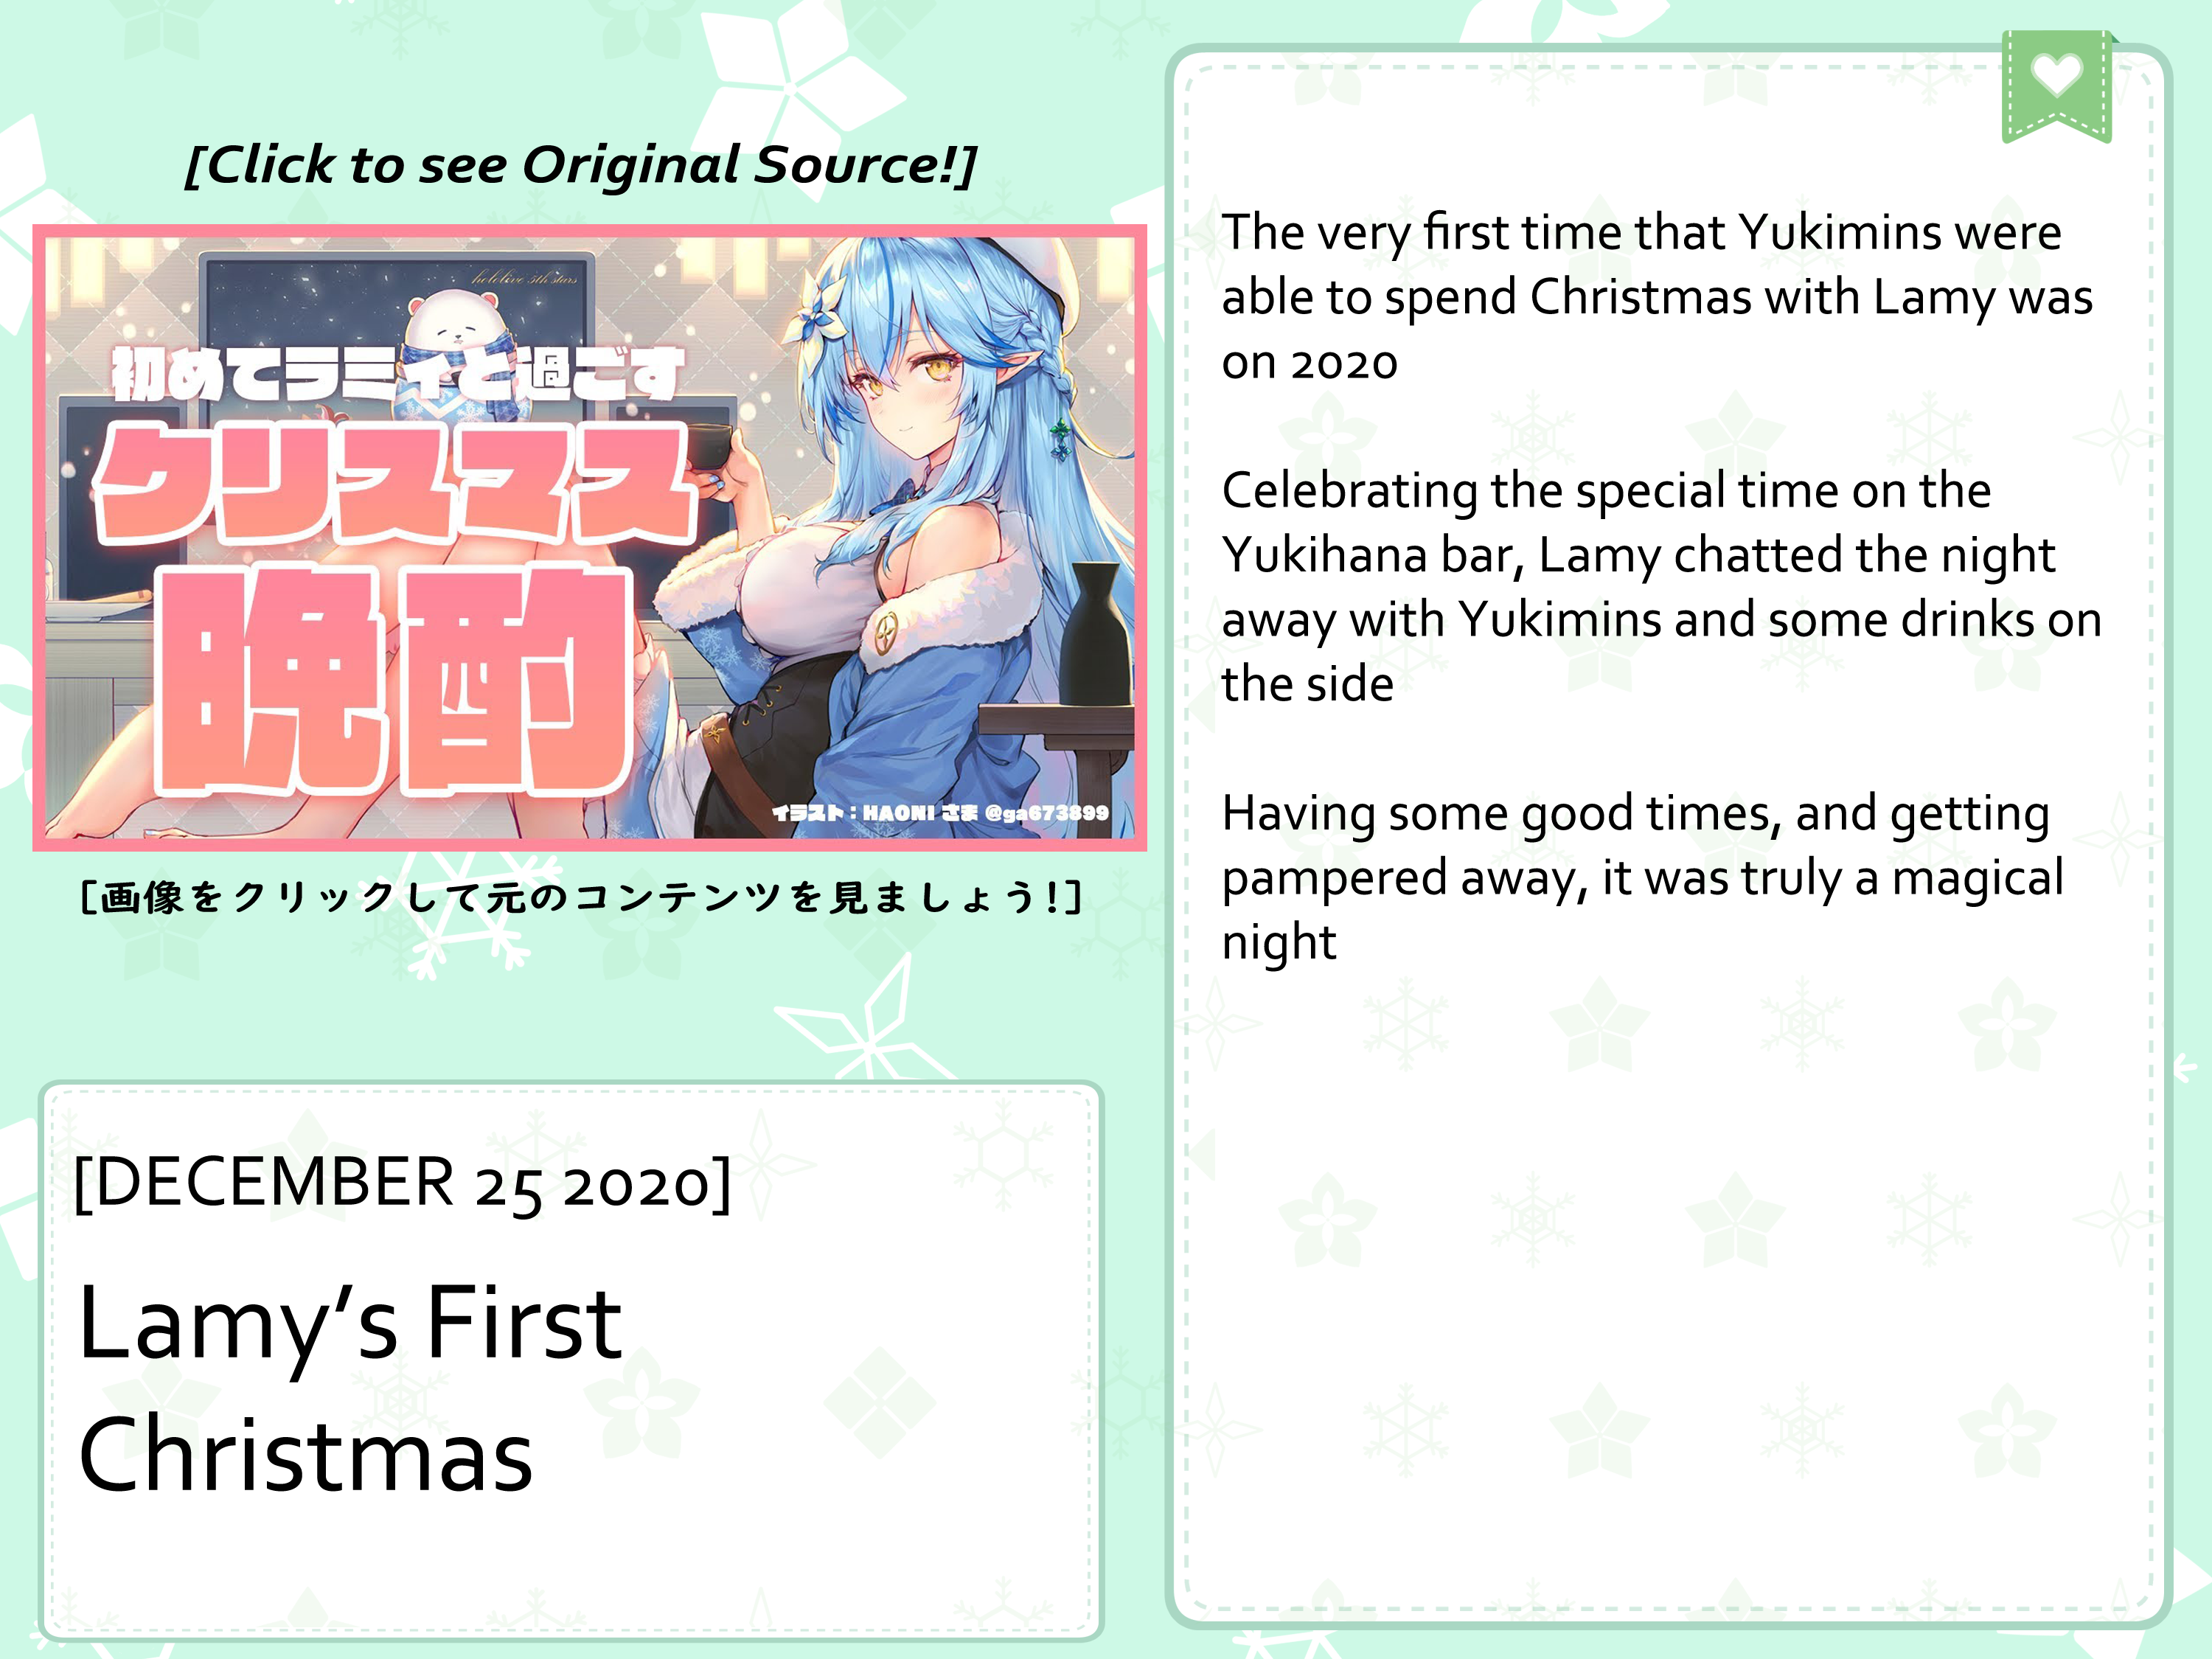 [Click to see Original Source!]
hololive 5th stars
初めてラミィと過ごす
クリスマス
晩酌
イラスト：HAONI さま @ga673899
[画像をクリックして元のコンテンツを見ましょう!]
[DECEMBER 25 2020]
Lamy's First
Christmas
The very first time that Yukimins were
able to spend Christmas with Lamy was
on 2020
Celebrating the special time on the
Yukihana bar, Lamy chatted the night
away with Yukimins and some drinks on
the side
Having some good times, and getting
pampered away, it was truly a magical
night